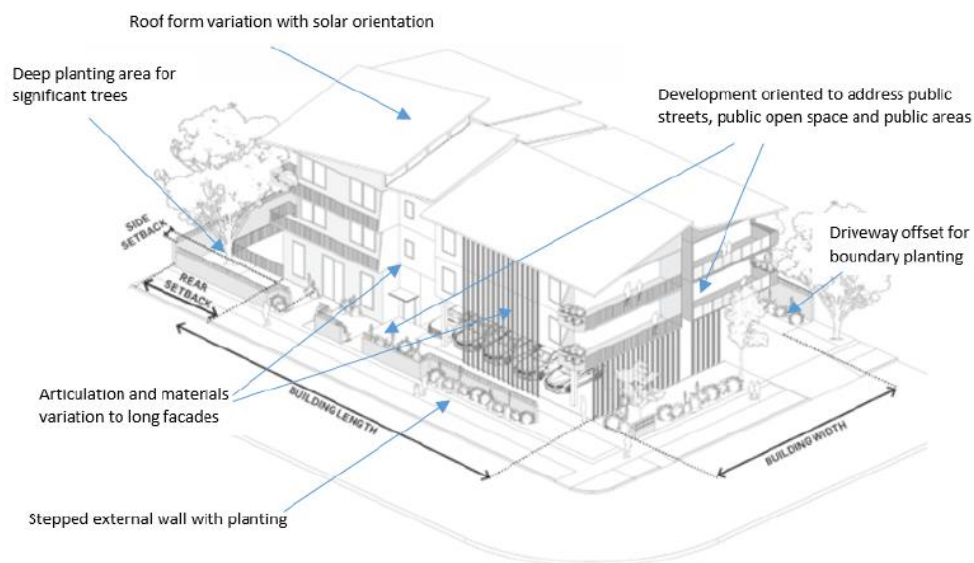 Roof form variation with solar orientation
Deep planting area for
significant trees
Development oriented to address public
streets, public open space and public areas
SIDE
SETBACK
Driveway offset for
boundary planting
REAR
SETBACK
Articulation and materials
variation to long facades
BUILDING LENGTH
BUILDING WIDTH
Stepped external wall with planting